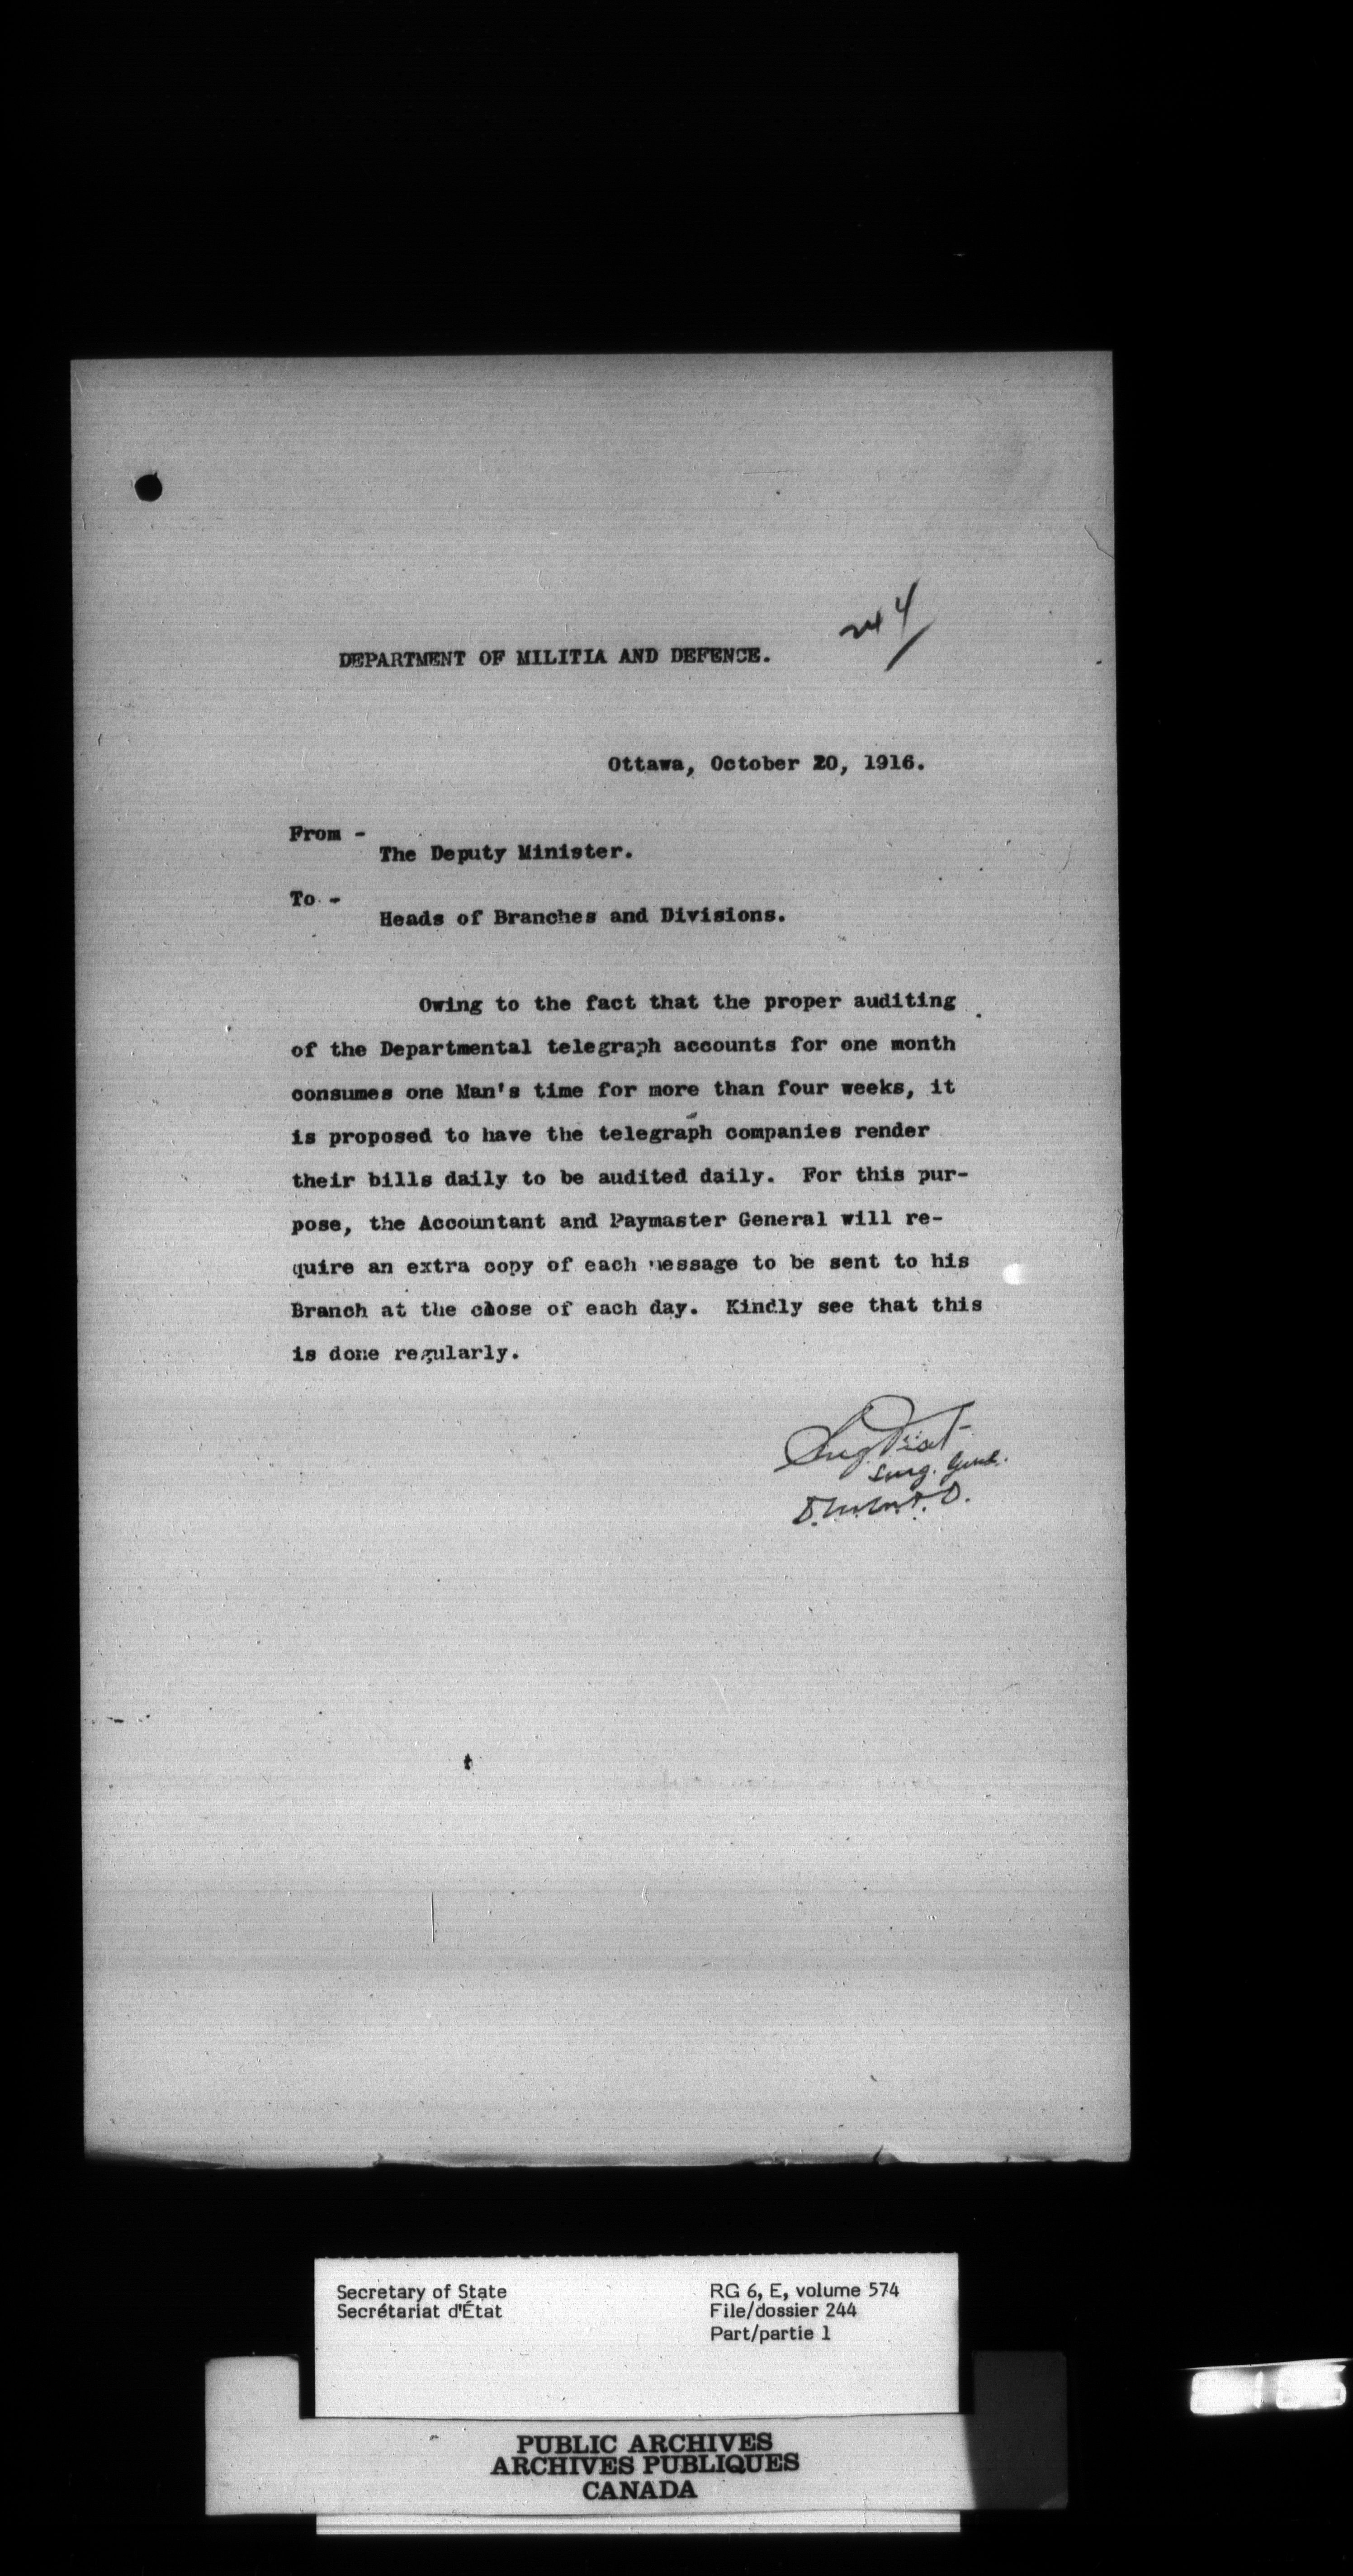 244
DEPARTMENT OF MILITIA AND DEFENCE.
Ottawa, October 20, 1916.
From -
The Deputy Minister.
To -
Heads of Branches and Divisions.
Owing to the fact that the proper auditing
of the Departmental telegraph accounts for one month
consumes one Man's time for more than four weeks, it
is proposed to have the telegraph companies render
their bills daily to be audited daily. For this pur-
pose, the Accountant and Paymaster General will re-
quire an extra copy of each message to be sent to his
Branch at the close of each day. Kindly see that this
is done regularly.
Eug Fiset
Surg. Genl.
D.M.M.&D.
Secretary of State
Secrétariat d'État
RG 6, E, volume 574
File/dossier 244
Part/partie 1
PUBLIC ARCHIVES
ARCHIVES PUBLIQUES
CANADA